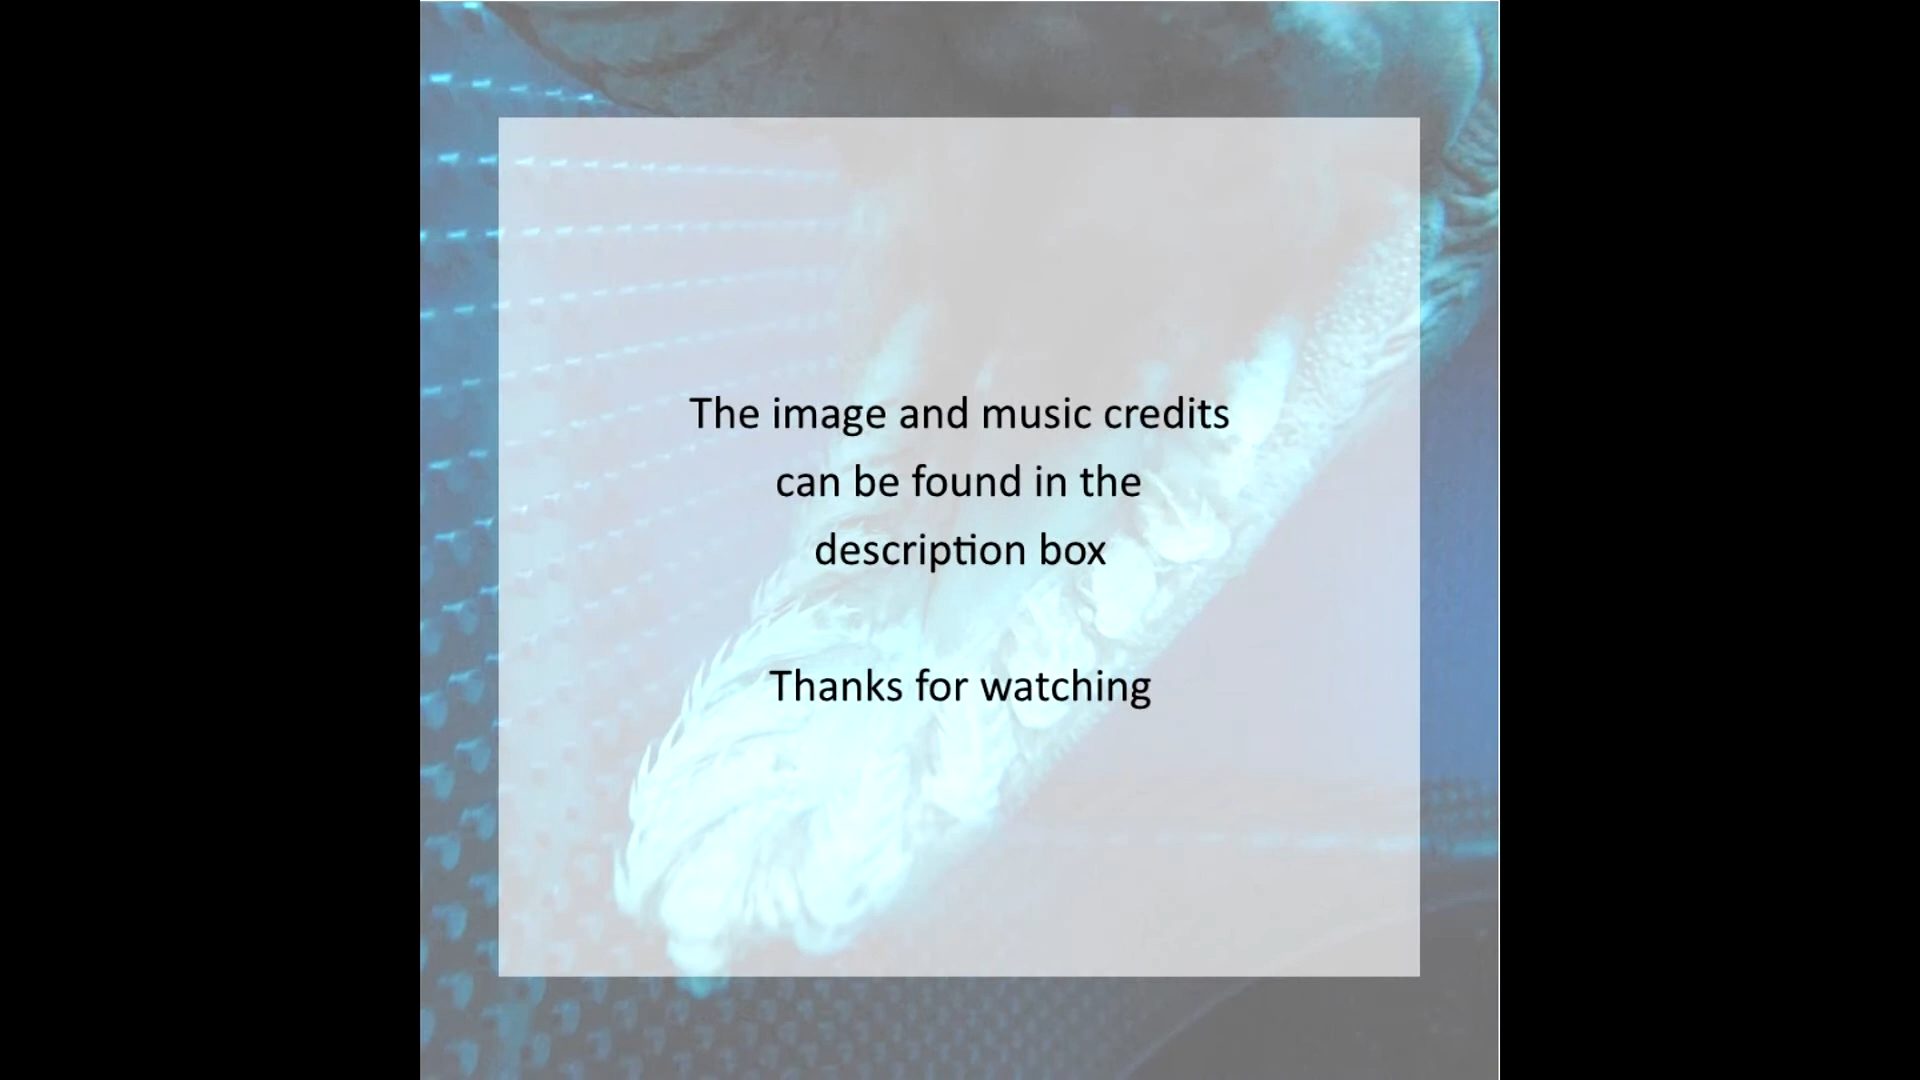 The image and music credits
can be found in the
description box
Thanks for watching